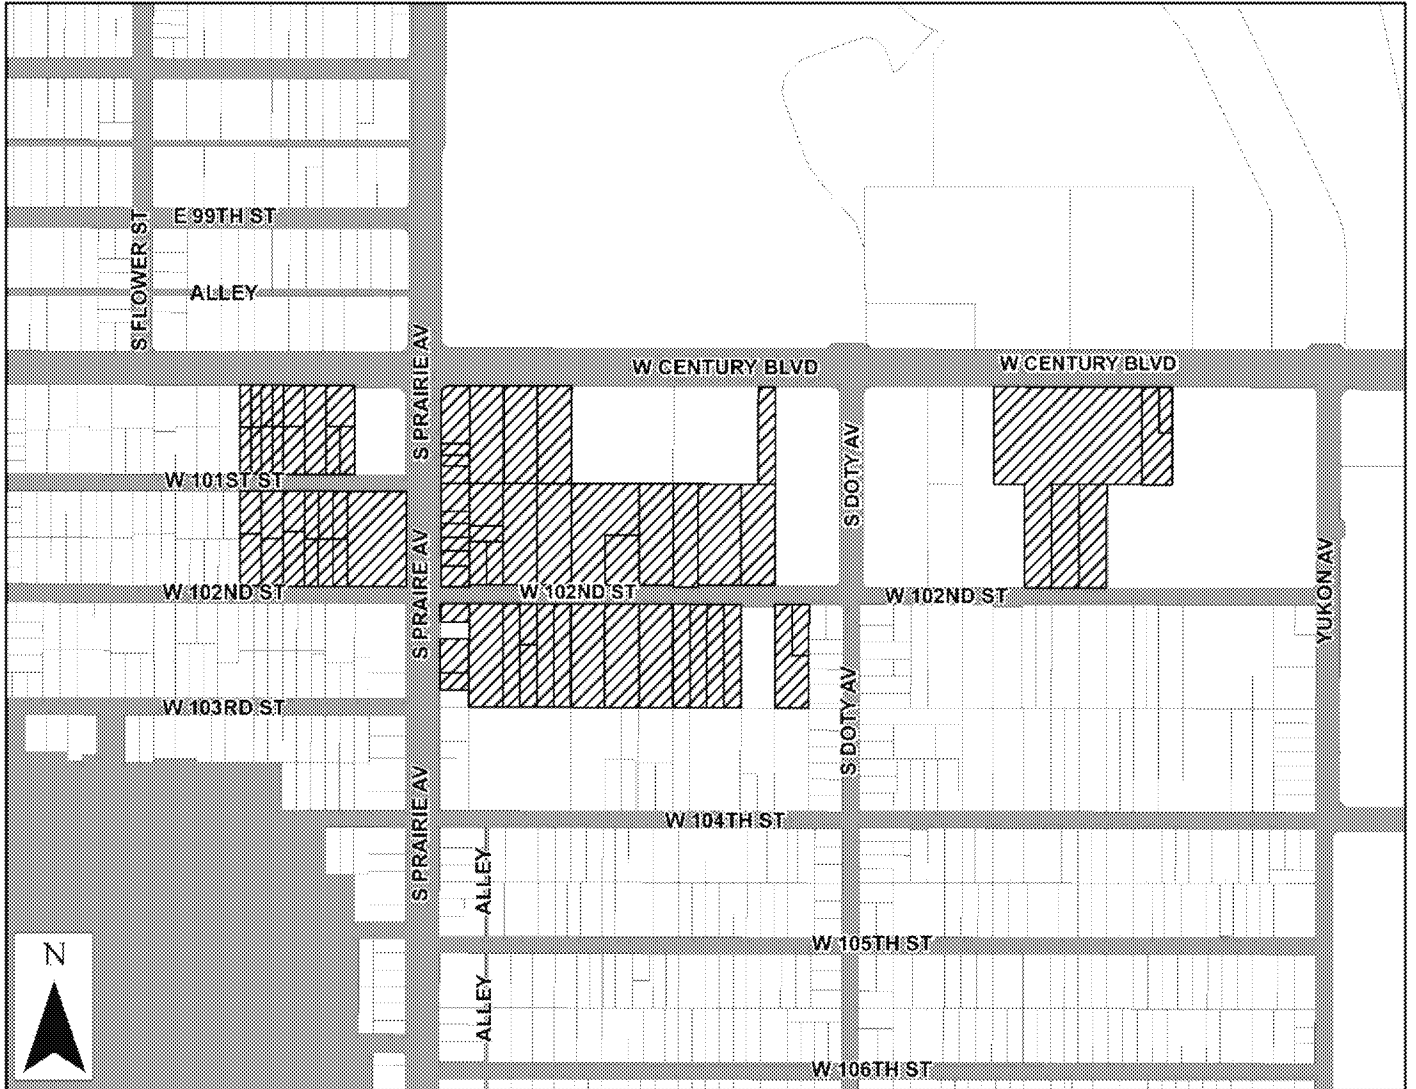 E 99TH ST
S FLOWER ST
ALLEY
S PRAIRIE AV
W CENTURY BLVD
W CENTURY BLVD
W 101ST ST
S DOTY AV
S PRAIRE AV
W 102ND ST
W 102ND ST
W 102ND ST
YUKON AV
W 103RD ST
S DOTY AV
S PRAIRIE AV
W 104TH ST
ALLEY
W 105TH ST
N
ALLEY
W 106TH ST